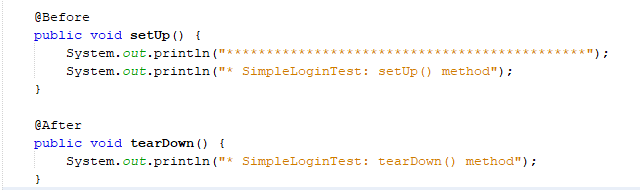 @Before
public void setUp() {
System.out.println("*********************************************");
System.out.println("* SimpleLoginTest: setUp() method");
}
@After
public void tearDown() {
System.out.println("* SimpleLoginTest: tearDown() method");
}